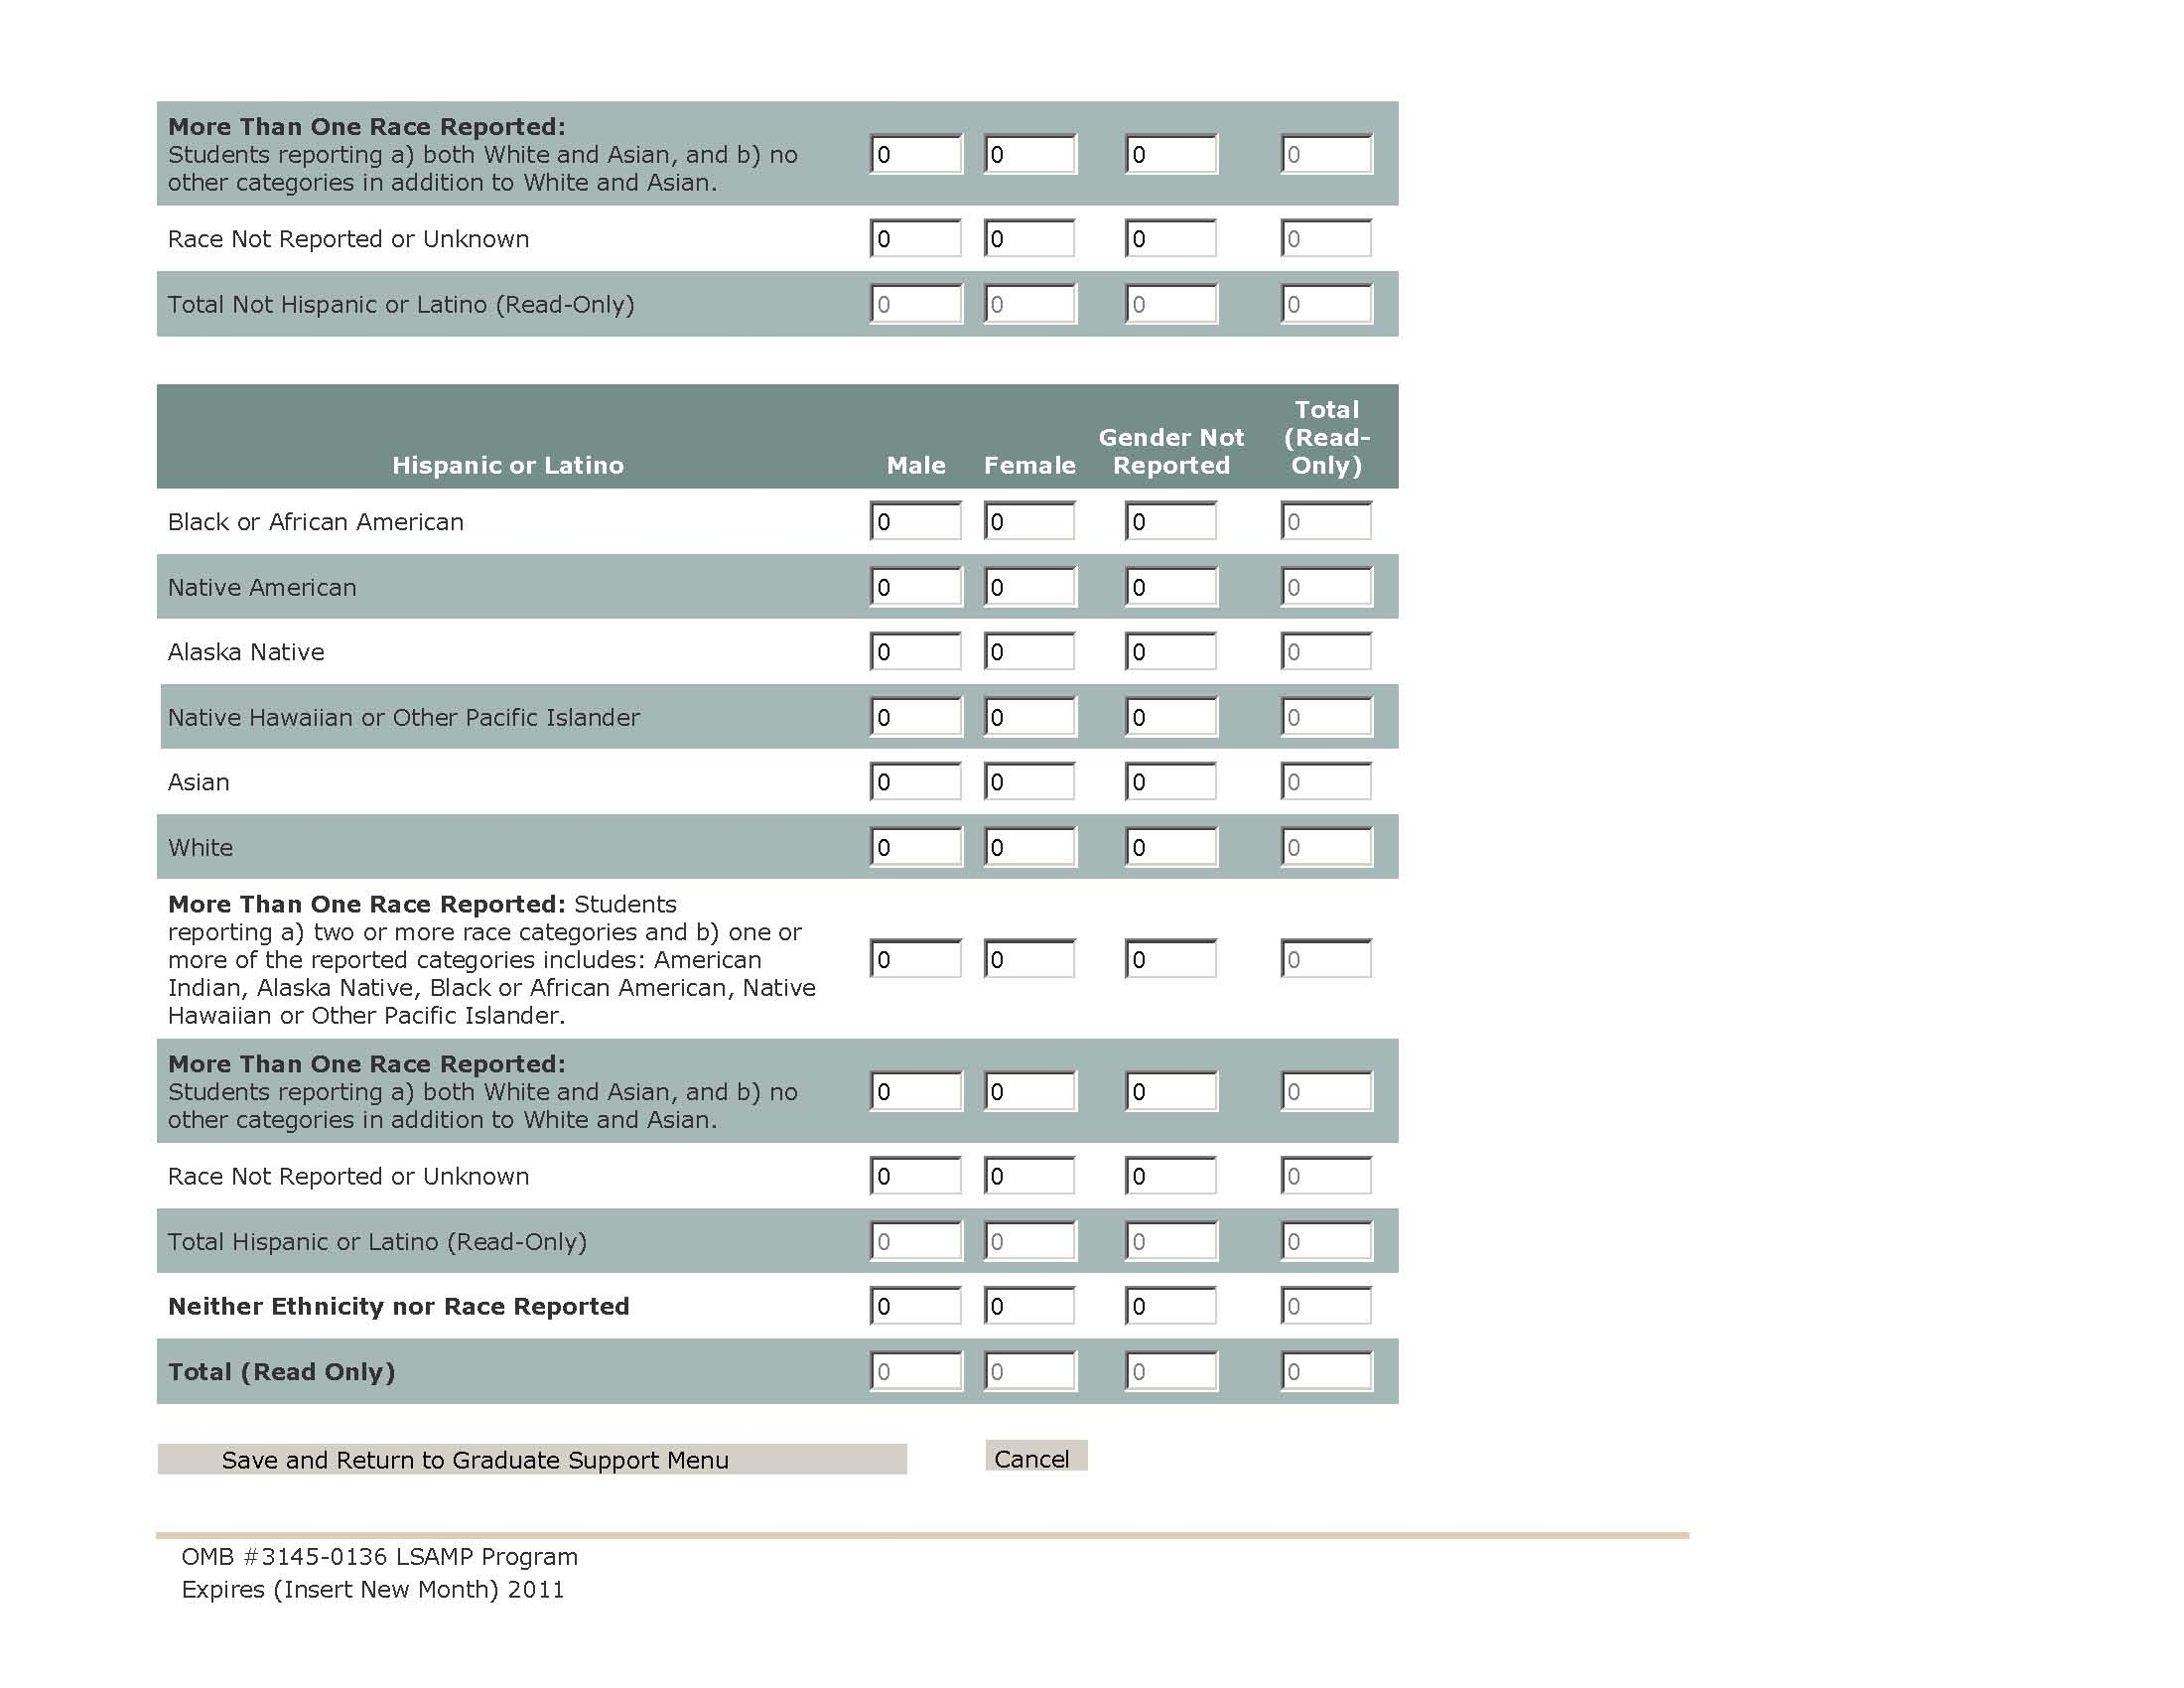 More Than One Race Reported:
Students reporting a) both White and Asian, and b) no 0 0 0 0
other categories in addition to White and Asian.
Race Not Reported or Unknown 0 0 0 0
Total Not Hispanic or Latino (Read-Only) 0 0 0 0
Total
Gender Not (Read-
Hispanic or Latino Male Female Reported Only)
Black or African American 0 0 0 0
Native American 0 0 0 0
Alaska Native 0 0 0 0
Native Hawaiian or Other Pacific Islander 0 0 0 0
Asian 0 0 0 0
White 0 0 0 0
More Than One Race Reported: Students
reporting a) two or more race categories and b) one or
more of the reported categories includes: American 0 0 0 0
Indian, Alaska Native, Black or African American, Native
Hawaiian or Other Pacific Islander.
More Than One Race Reported:
Students reporting a) both White and Asian, and b) no 0 0 0 0
other categories in addition to White and Asian.
Race Not Reported or Unknown 0 0 0 0
Total Hispanic or Latino (Read-Only) 0 0 0 0
Neither Ethnicity nor Race Reported 0 0 0 0
Total (Read Only) 0 0 0 0
Save and Return to Graduate Support Menu Cancel
OMB #3145-0136 LSAMP Program
Expires (Insert New Month) 2011